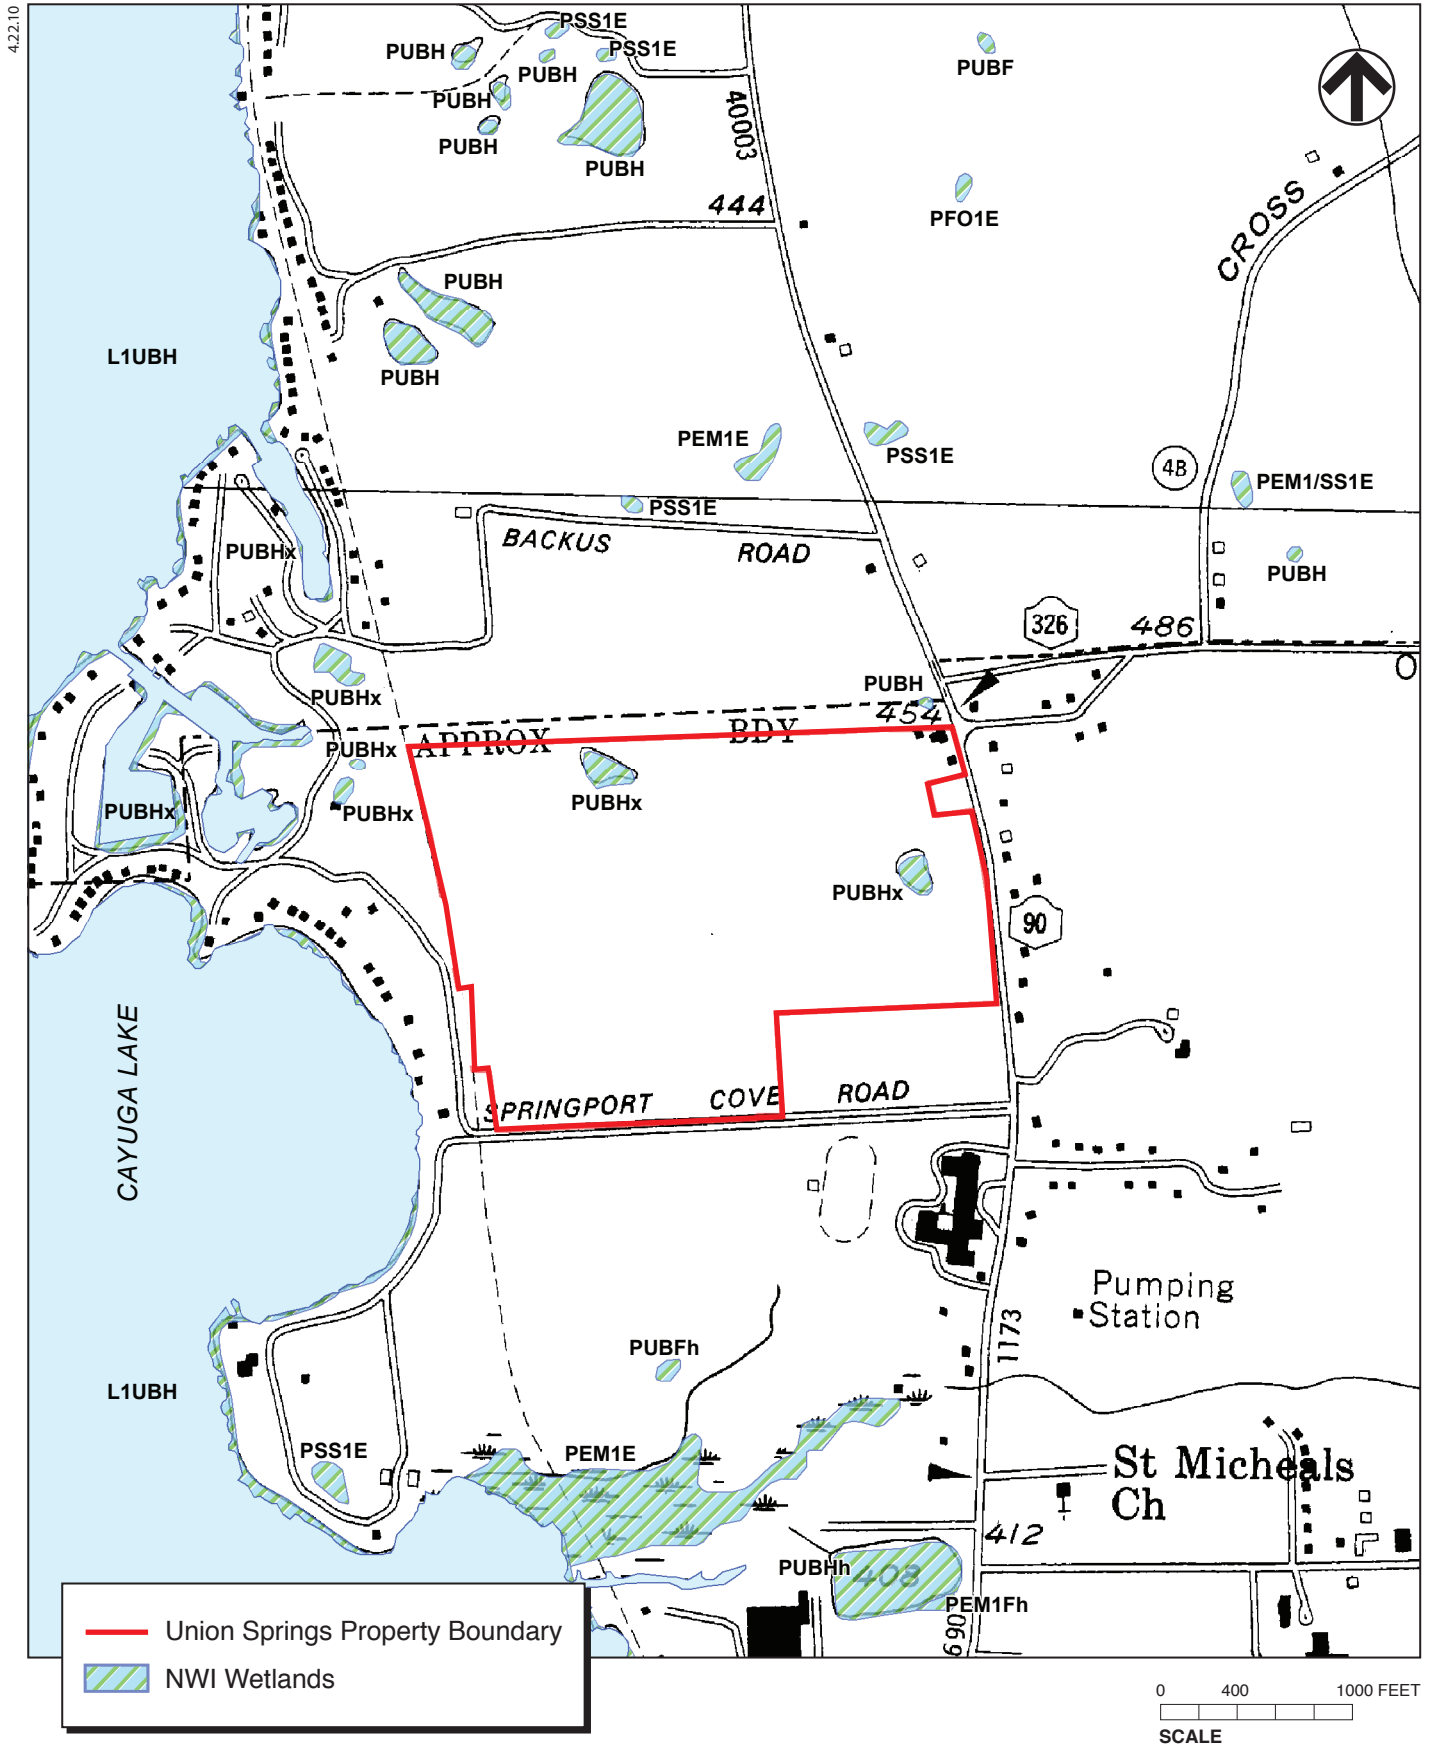 4.22.10
PSS1E
PUBH
PSS1E
PUBF
PUBH
PUBH
40003
PUBH
PUBH
444
PFO1E
CROSS
PUBH
L1UBH
PUBH
PEM1E
PSS1E
4B
PEM1/SS1E
PSS1E
BACKUS ROAD
PUBHx
PUBH
326
486
PUBHx
PUBH
454
APPROX BDY
PUBHx
O
PUBHx
PUBHx
PUBHx
PUBHx
90
CAYUGA LAKE
SPRINGPORT COVE ROAD
Pumping
Station
1173
PUBFh
L1UBH
PSS1E
PEM1E
St Micheals
Ch
412
PUBHh
408
PEM1Fh
690
Union Springs Property Boundary
NWI Wetlands
0 400 1000 FEET
SCALE